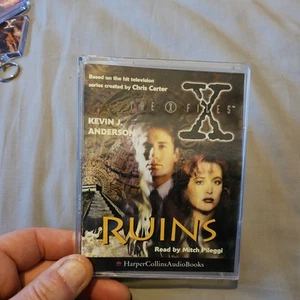 Based on the hit television
series created by Chris Carter
THE X FILES™
X
KEVIN J.
ANDERSON
RUINS
Read by Mitch Pileggi
HarperCollinsAudioBooks